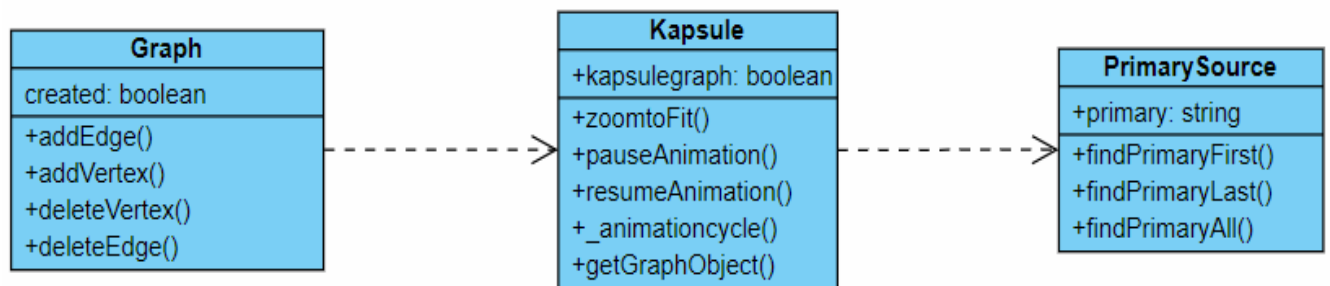 Graph
created: boolean
+addEdge()
+addVertex()
+deleteVertex()
+deleteEdge()
Kapsule
+kapsulegraph: boolean
+zoomtoFit()
+pauseAnimation()
+resumeAnimation()
+_animationcycle()
+getGraphObject()
PrimarySource
+primary: string
+findPrimaryFirst()
+findPrimaryLast()
+findPrimaryAll()